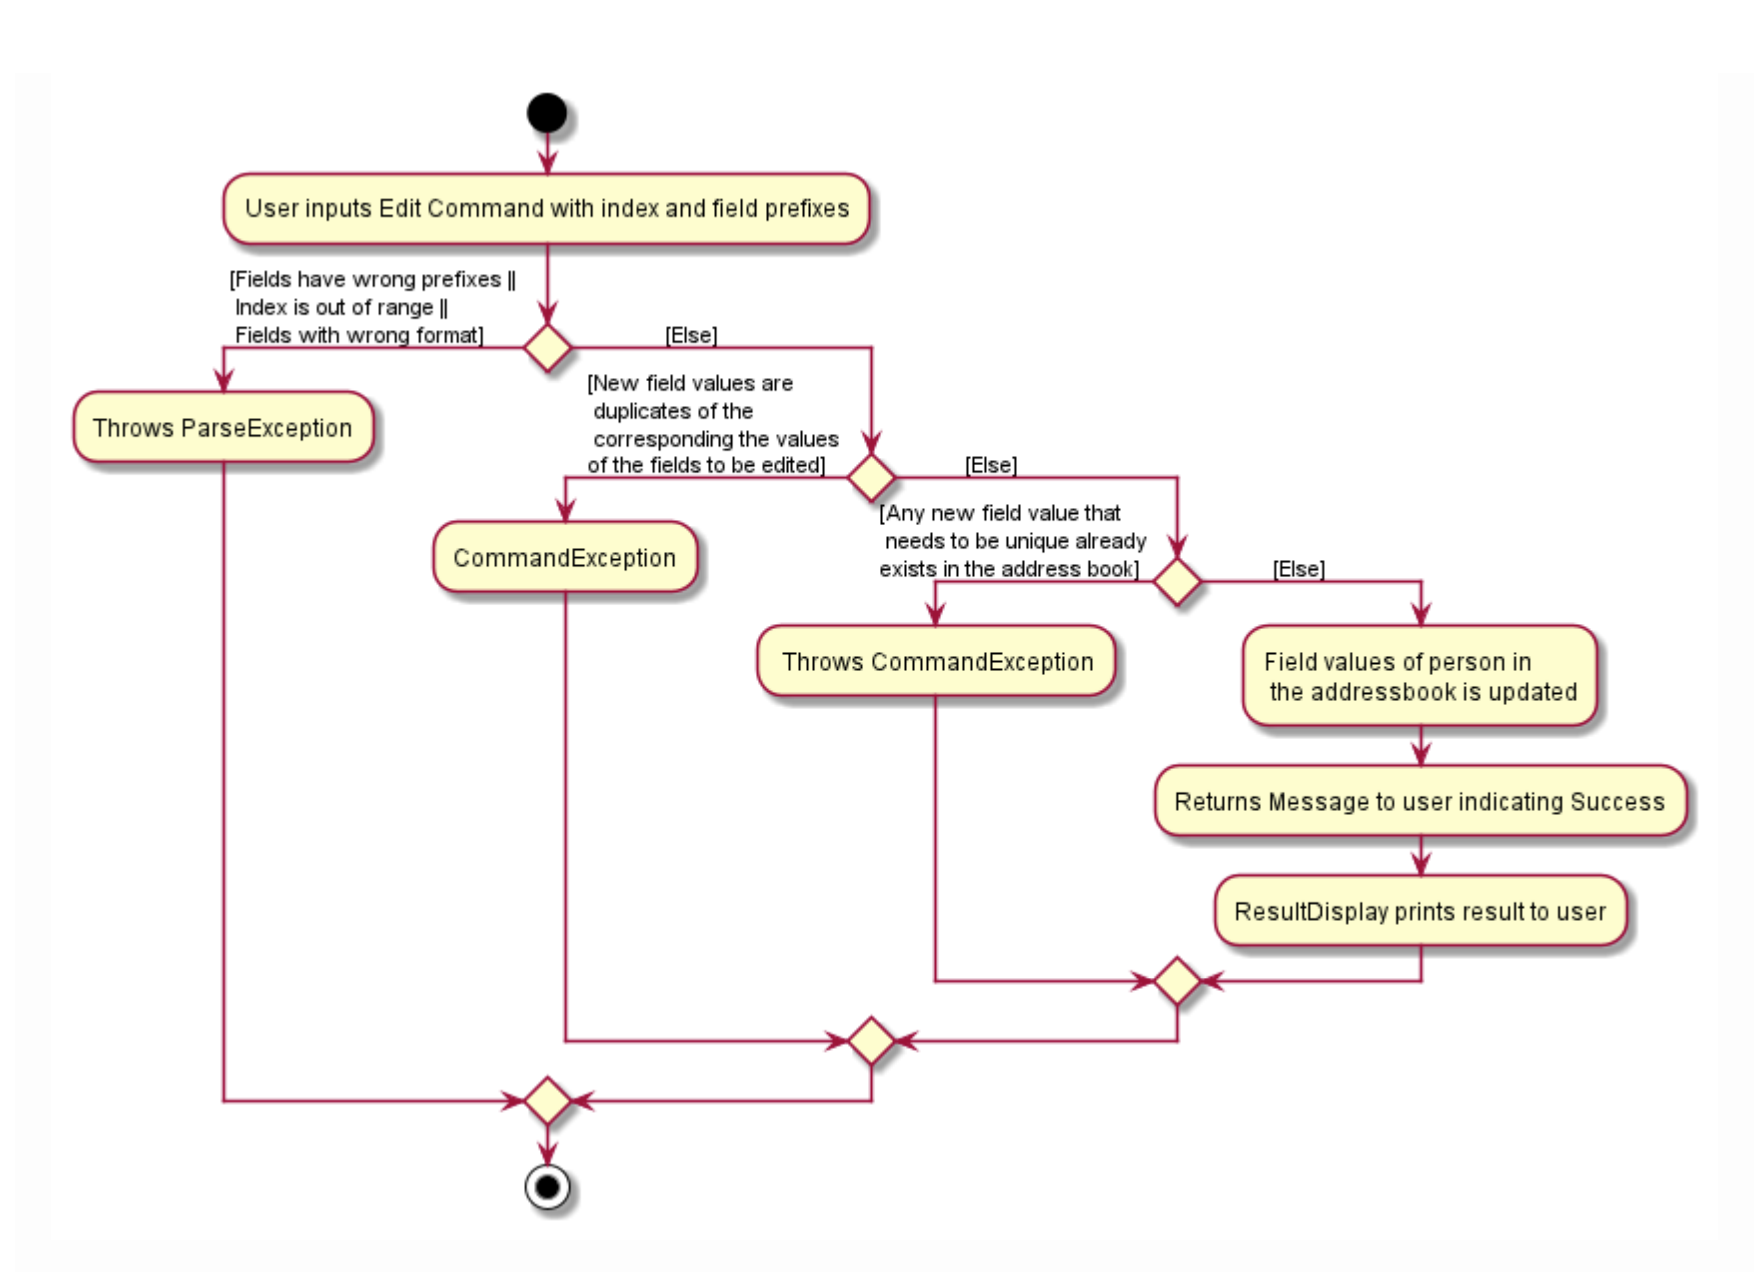 User inputs Edit Command with index and field prefixes
[Fields have wrong prefixes ||
Index is out of range ||
Fields with wrong format]
[Else]
Throws ParseException
[New field values are
duplicates of the
corresponding the values
of the fields to be edited]
[Else]
CommandException
[Any new field value that
needs to be unique already
exists in the address book]
[Else]
Throws CommandException
Field values of person in
the addressbook is updated
Returns Message to user indicating Success
ResultDisplay prints result to user